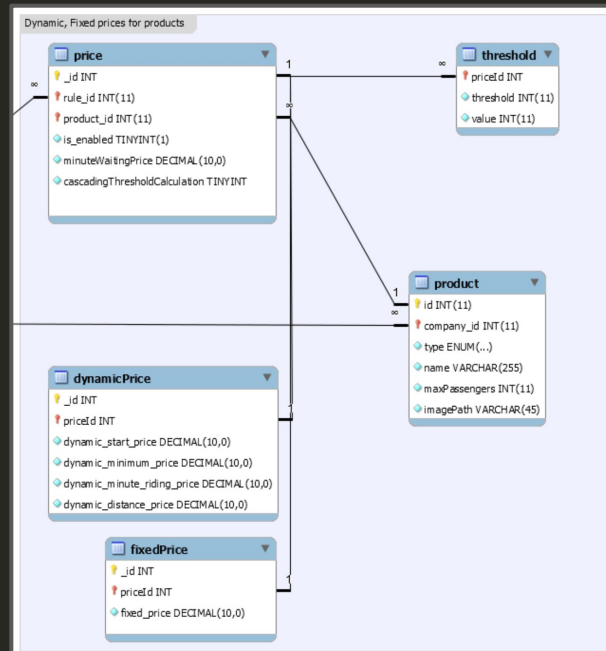 Dynamic, Fixed prices for products
price
_id INT
rule_id INT(11)
product_id INT(11)
is_enabled TINYINT(1)
minuteWaitingPrice DECIMAL(10,0)
cascadingThresholdCalculation TINYINT
1
∞
∞
∞
threshold
priceId INT
threshold INT(11)
value INT(11)
1
∞
product
id INT(11)
company_id INT(11)
type ENUM(...)
name VARCHAR(255)
maxPassengers INT(11)
imagePath VARCHAR(45)
dynamicPrice
_id INT
priceId INT
dynamic_start_price DECIMAL(10,0)
dynamic_minimum_price DECIMAL(10,0)
dynamic_minute_riding_price DECIMAL(10,0)
dynamic_distance_price DECIMAL(10,0)
1
fixedPrice
_id INT
priceId INT
fixed_price DECIMAL(10,0)
1